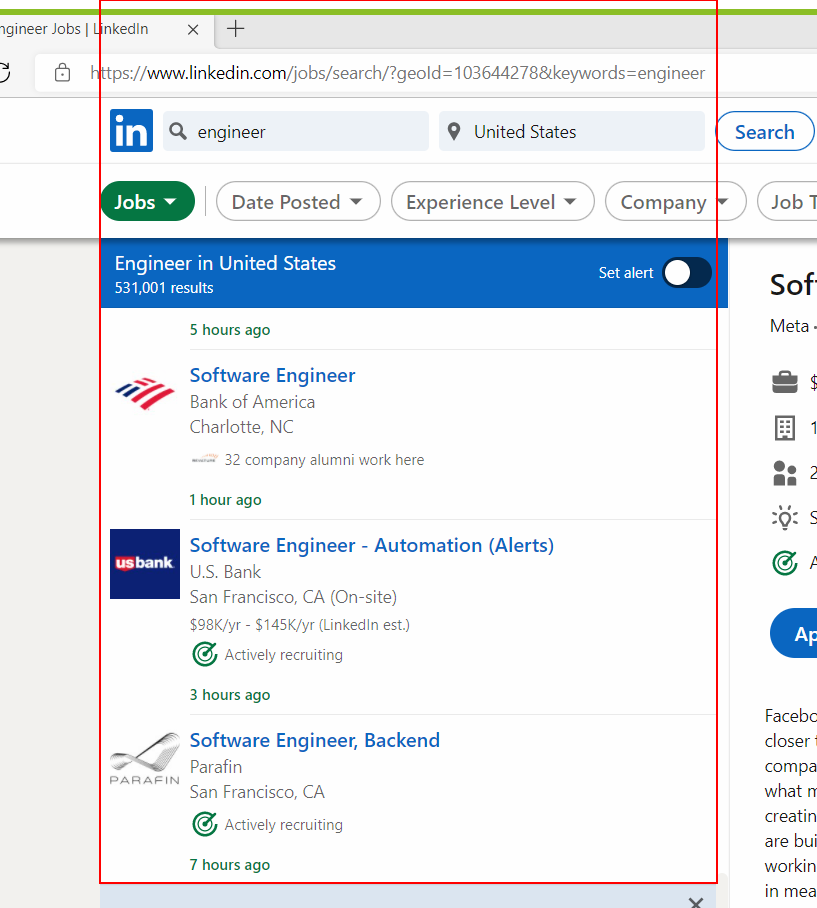 ngineer Jobs | LinkedIn
https://www.linkedin.com/jobs/search/?geoId=103644278&keywords=engineer
in
engineer
United States
Search
Jobs
Date Posted
Experience Level
Company
Job T
Engineer in United States
531,001 results
Set alert
5 hours ago
Software Engineer
Bank of America
Charlotte, NC
32 company alumni work here
1 hour ago
usbank
Software Engineer - Automation (Alerts)
U.S. Bank
San Francisco, CA (On-site)
$98K/yr - $145K/yr (LinkedIn est.)
Actively recruiting
3 hours ago
PARAFIN
Software Engineer, Backend
Parafin
San Francisco, CA
Actively recruiting
7 hours ago
Sof
Meta ·
$
1
2
S
A
Ap
Facebo
closer t
compa
what m
creatin
are bui
workin
in mea